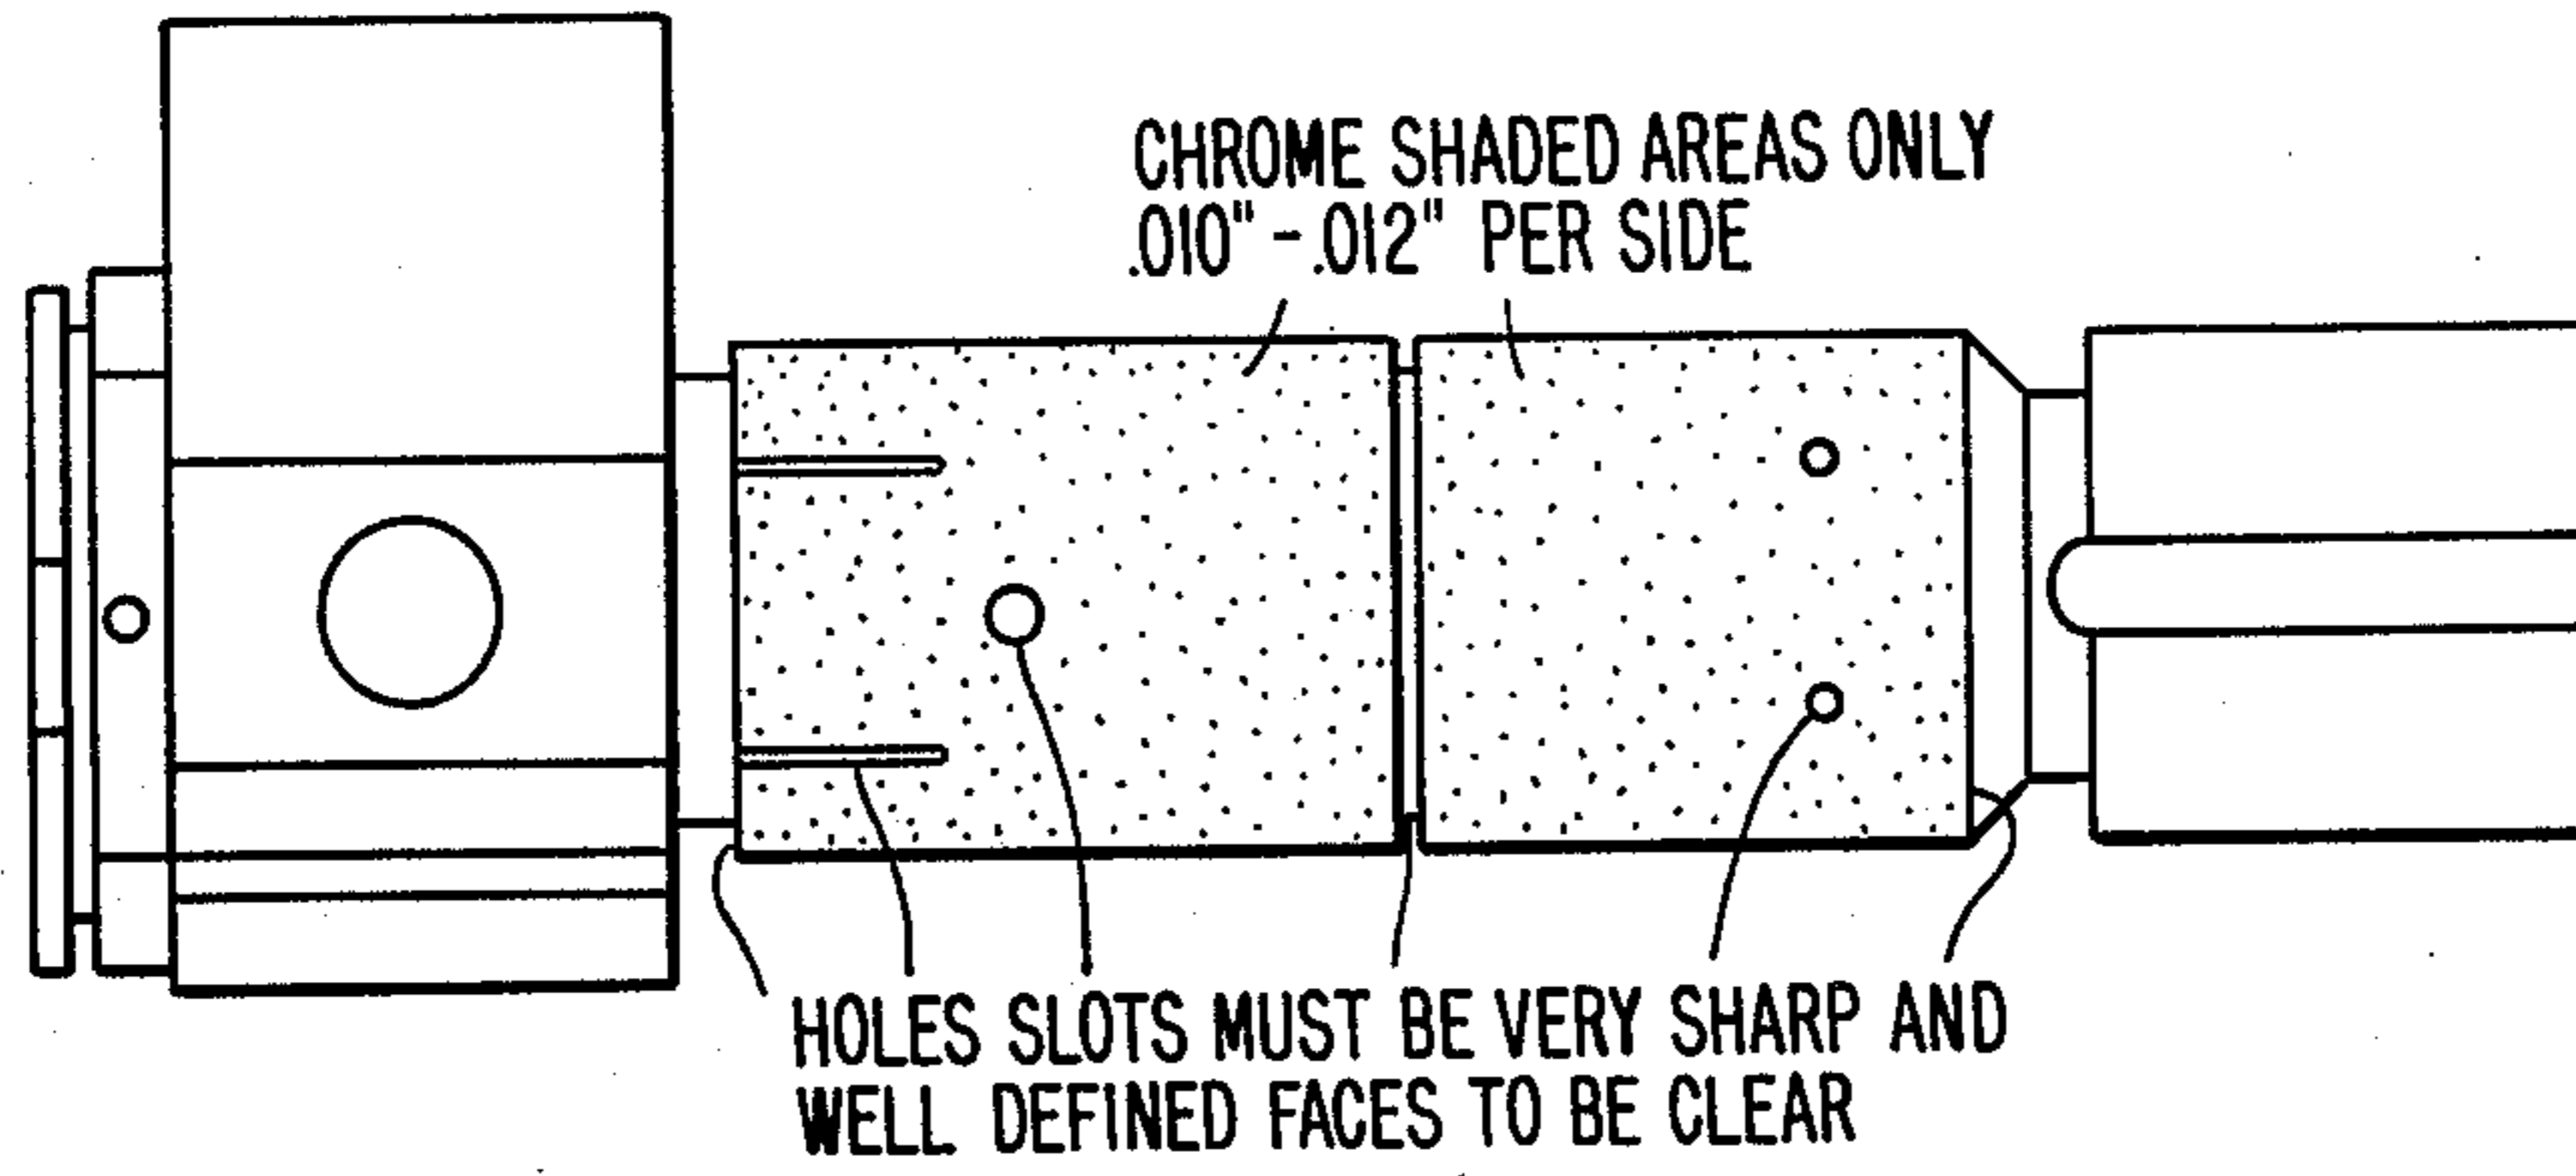 CHROME SHADED AREAS ONLY
.010" - .012" PER SIDE
HOLES SLOTS MUST BE VERY SHARP AND
WELL DEFINED FACES TO BE CLEAR